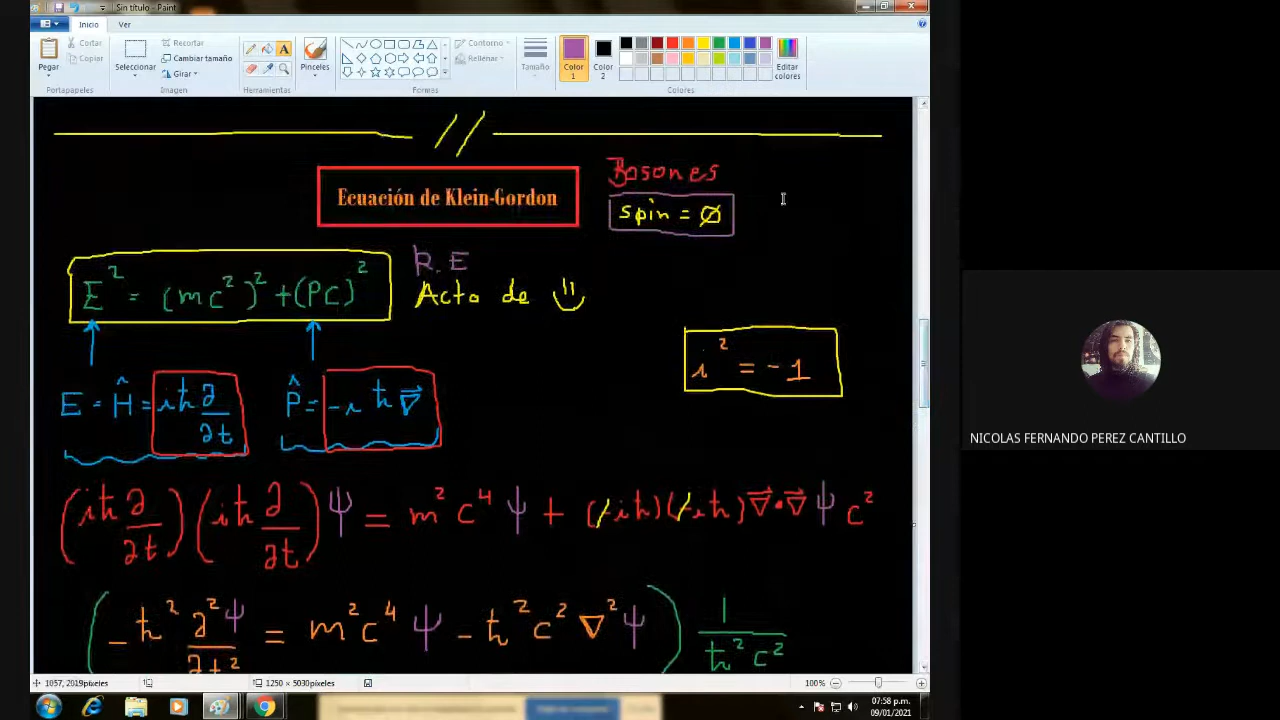 Sin título - Paint
Inicio Ver
Pegar
Cortar
Copiar
Portapapeles
Seleccionar
Recortar
Cambiar tamaño
Girar
Imagen
Herramientas
Pinceles
Formas
Contorno
Rellenar
Tamaño
Color 1
Color 2
Editar colores
Colores
//
Ecuación de Klein-Gordon
Bosones
spin = ∅
E² = (mc²)² + (Pc)²
R.E
Acto de
i² = -1
E = Ĥ = iħ ∂/∂t
P̂ = -iħ ∇⃗
(iħ ∂/∂t)(iħ ∂/∂t)Ψ = m²c⁴Ψ + (-iħ)(-iħ)∇⃗·∇⃗Ψc²
(-ħ² ∂²Ψ/∂t² = m²c⁴Ψ - ħ²c²∇²Ψ) 1/ħ²c²
NICOLAS FERNANDO PEREZ CANTILLO
1057, 2019píxeles
1250 × 5030píxeles
100%
07:58 p.m.
09/01/2021